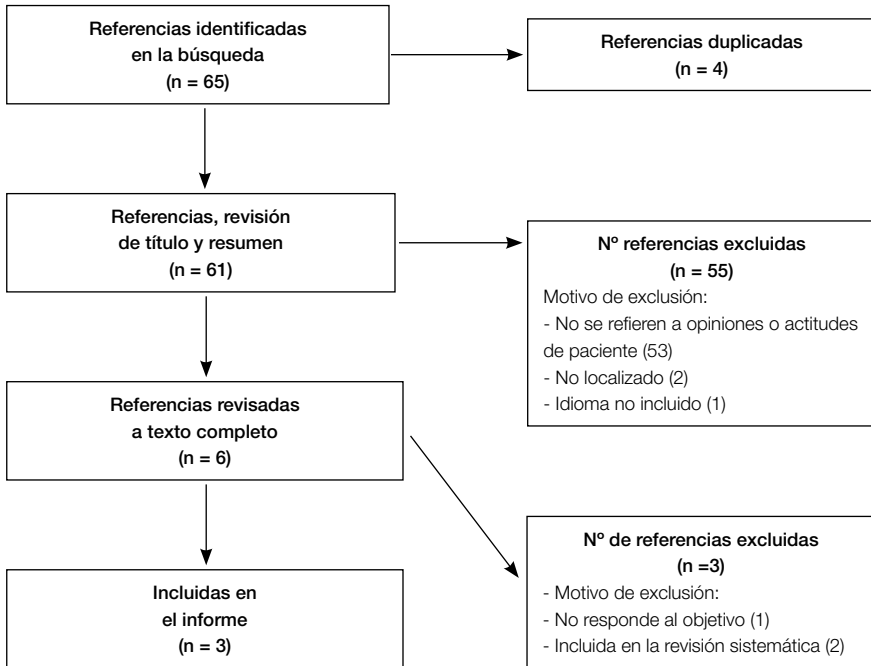 Referencias identificadas
en la búsqueda
(n = 65)
Referencias duplicadas
(n = 4)
Referencias, revisión
de título y resumen
(n = 61)
Nº referencias excluidas
(n = 55)
Motivo de exclusión:
- No se refieren a opiniones o actitudes
de paciente (53)
- No localizado (2)
- Idioma no incluido (1)
Referencias revisadas
a texto completo
(n = 6)
Nº de referencias excluidas
(n =3)
- Motivo de exclusión:
- No responde al objetivo (1)
- Incluida en la revisión sistemática (2)
Incluidas en
el informe
(n = 3)